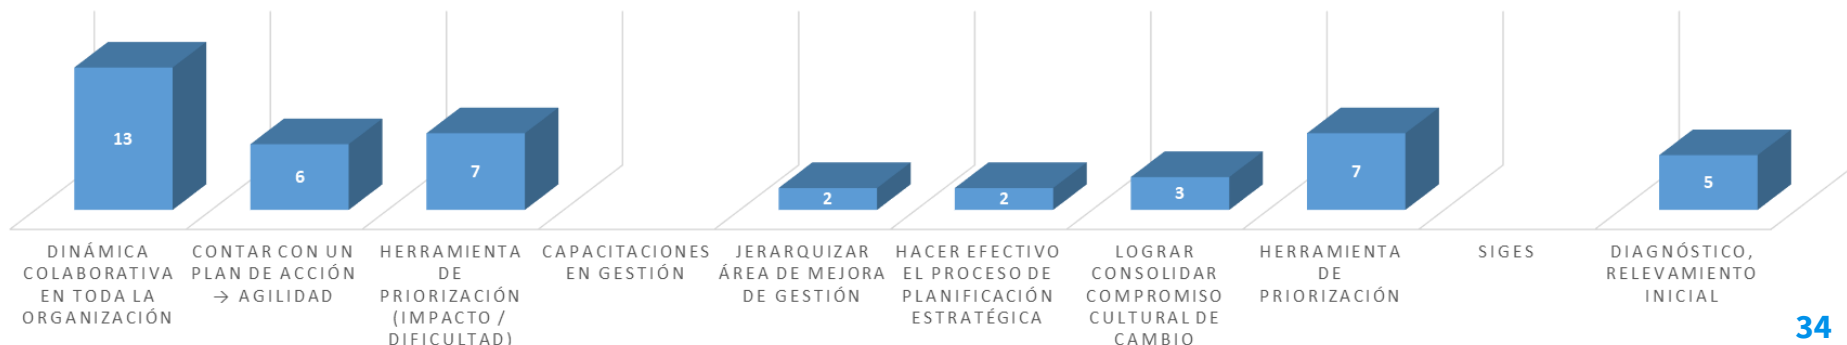 13
6
7
2
2
3
7
5
DINÁMICA
COLABORATIVA
EN TODA LA
ORGANIZACIÓN
CONTAR CON UN
PLAN DE ACCIÓN
→ AGILIDAD
HERRAMIENTA
DE
PRIORIZACIÓN
(IMPACTO /
DIFICULTAD)
CAPACITACIONES
EN GESTIÓN
JERARQUIZAR
ÁREA DE MEJORA
DE GESTIÓN
HACER EFECTIVO
EL PROCESO DE
PLANIFICACIÓN
ESTRATÉGICA
LOGRAR
CONSOLIDAR
COMPROMISO
CULTURAL DE
CAMBIO
HERRAMIENTA
DE
PRIORIZACIÓN
SIGES
DIAGNÓSTICO,
RELEVAMIENTO
INICIAL
34